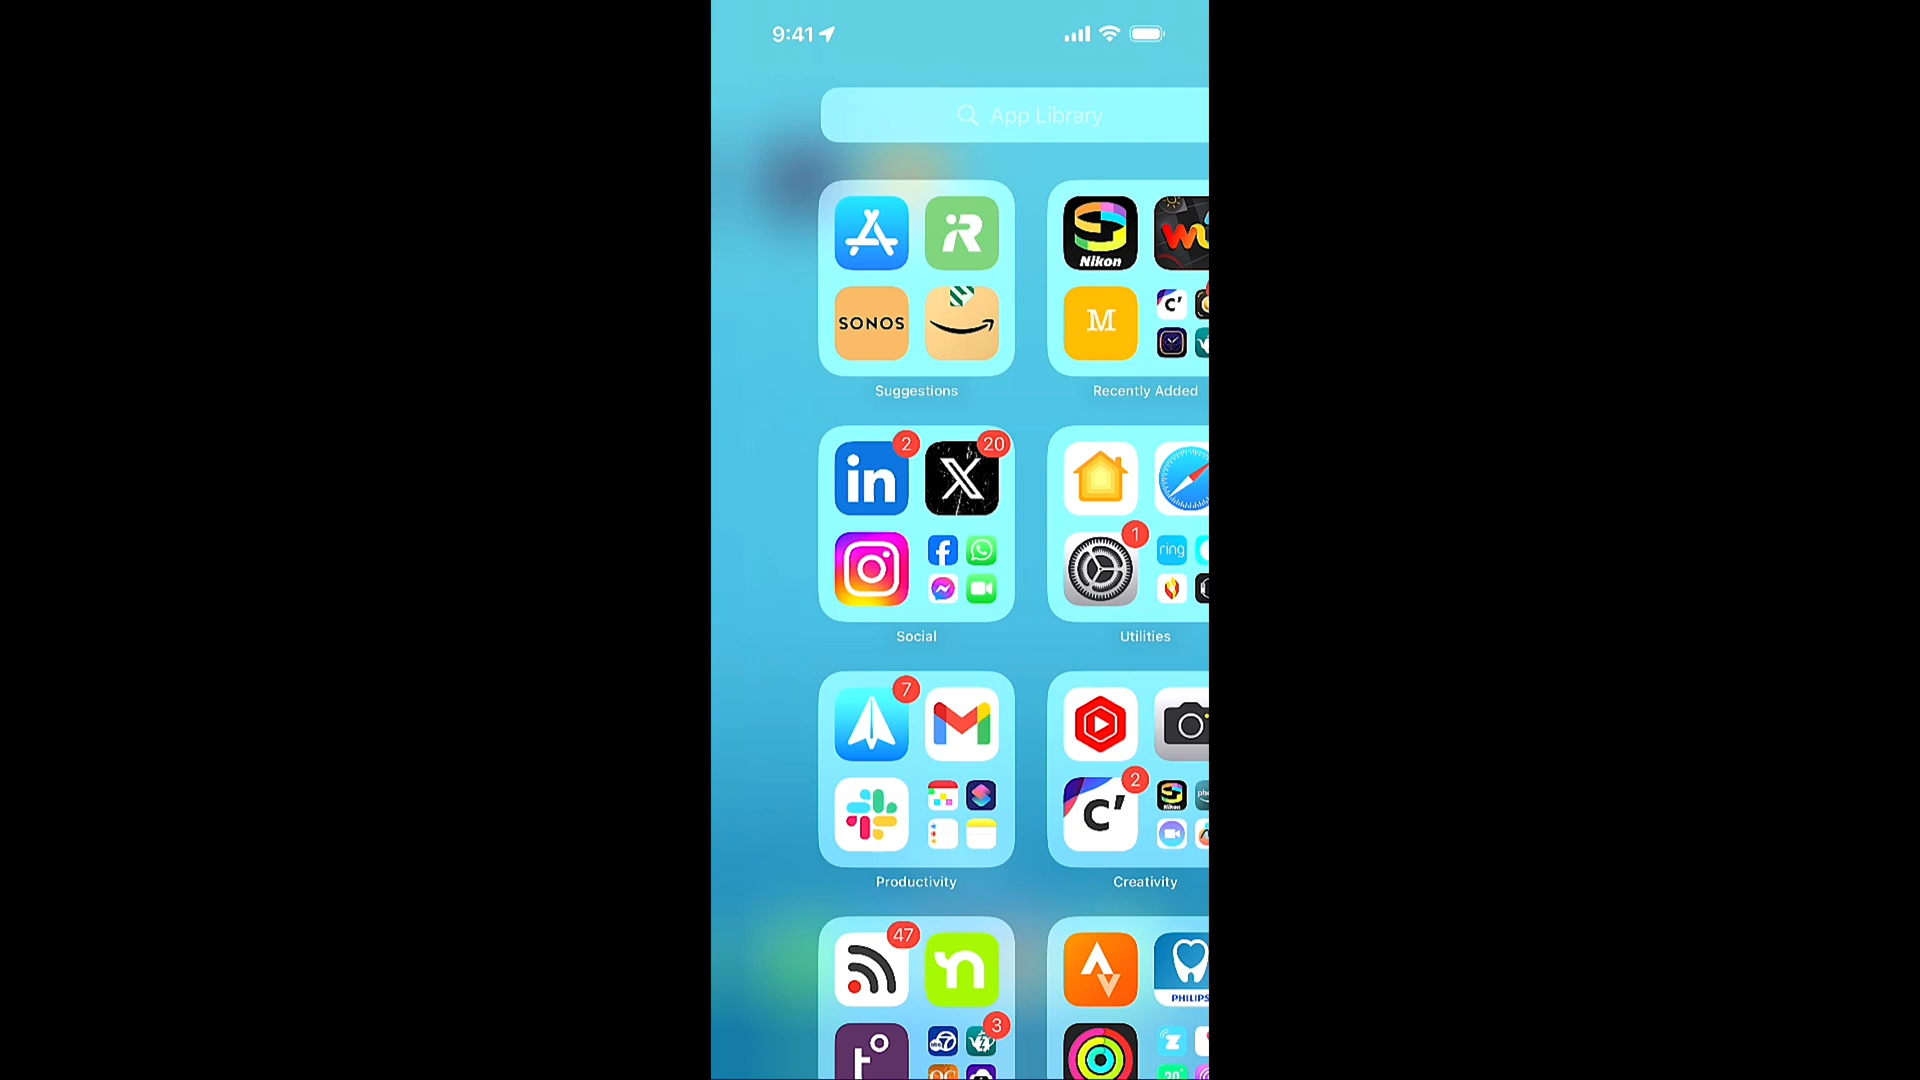 9:41
App Library
Nikon
SONOS
M
Suggestions
Recently Added
2
20
in
1
ring
Social
Utilities
7
2
C'
Nikon
Productivity
Creativity
47
n
PHILIPS
3
t°
Z